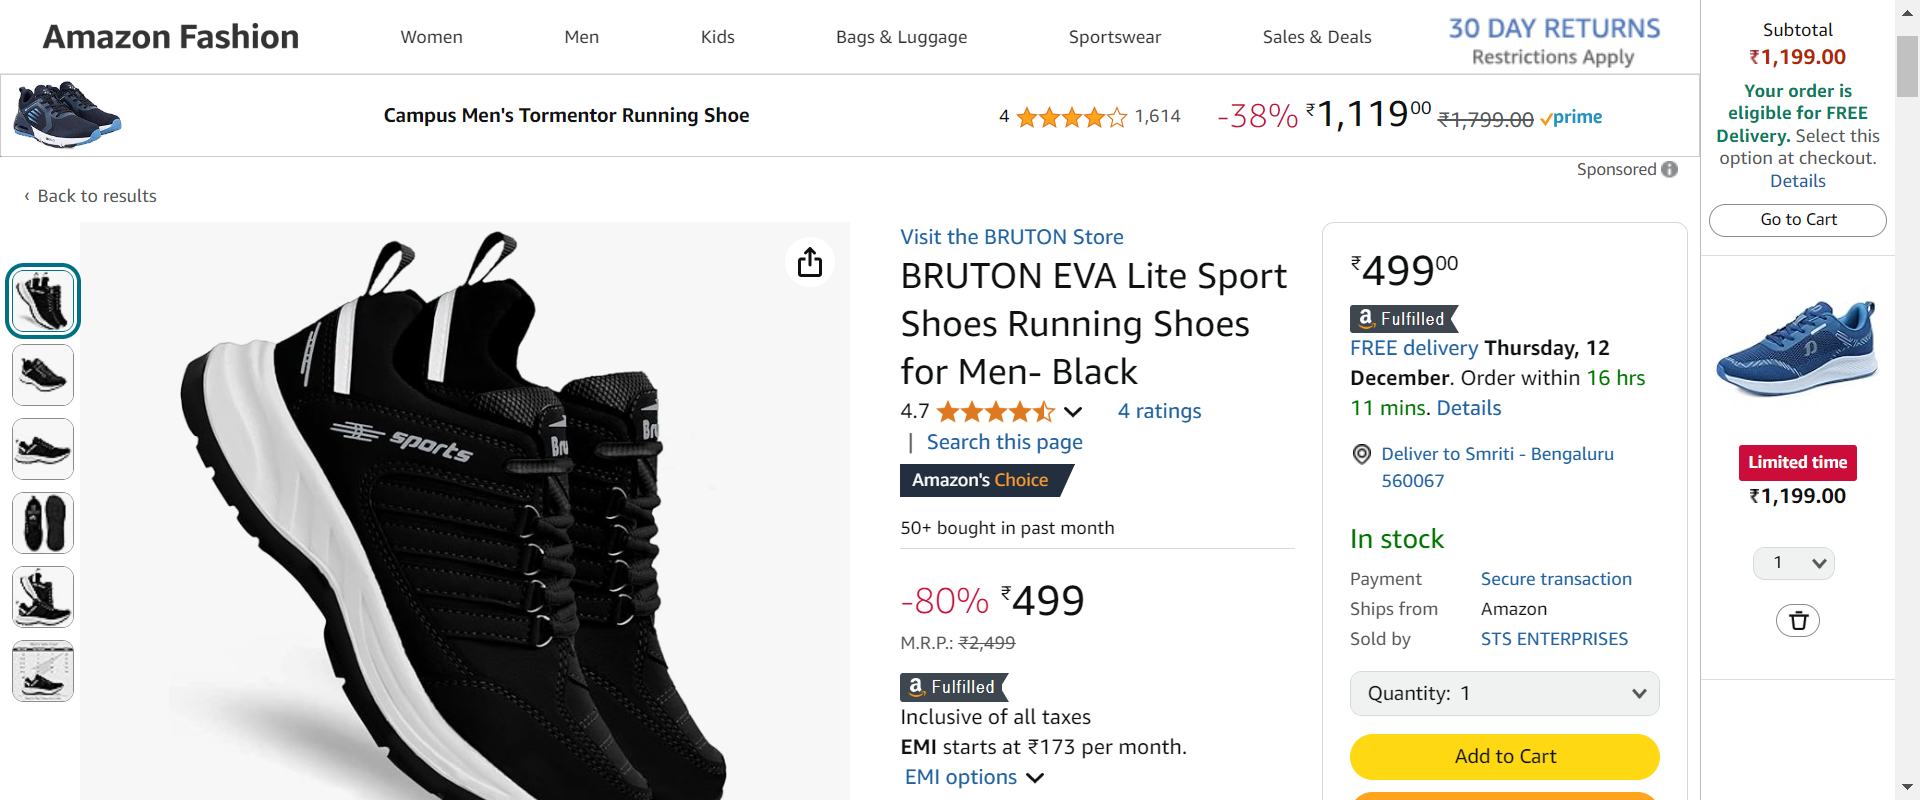 Amazon Fashion
Women
Men
Kids
Bags & Luggage
Sportswear
Sales & Deals
30 DAY RETURNS
Restrictions Apply
Campus Men's Tormentor Running Shoe
4 1,614
-38% ₹1,11900 ₹1,799.00 prime
Sponsored
‹ Back to results
sports
Bru
Bru
Visit the BRUTON Store
BRUTON EVA Lite Sport
Shoes Running Shoes
for Men- Black
4.7 4 ratings
| Search this page
Amazon's Choice
50+ bought in past month
-80% ₹499
M.R.P.: ₹2,499
a Fulfilled
Inclusive of all taxes
EMI starts at ₹173 per month.
EMI options
₹49900
a Fulfilled
FREE delivery Thursday, 12
December. Order within 16 hrs
11 mins. Details
Deliver to Smriti - Bengaluru
560067
In stock
Payment Secure transaction
Ships from Amazon
Sold by STS ENTERPRISES
Quantity: 1
Add to Cart
Subtotal
₹1,199.00
Your order is
eligible for FREE
Delivery. Select this
option at checkout.
Details
Go to Cart
Limited time
₹1,199.00
1